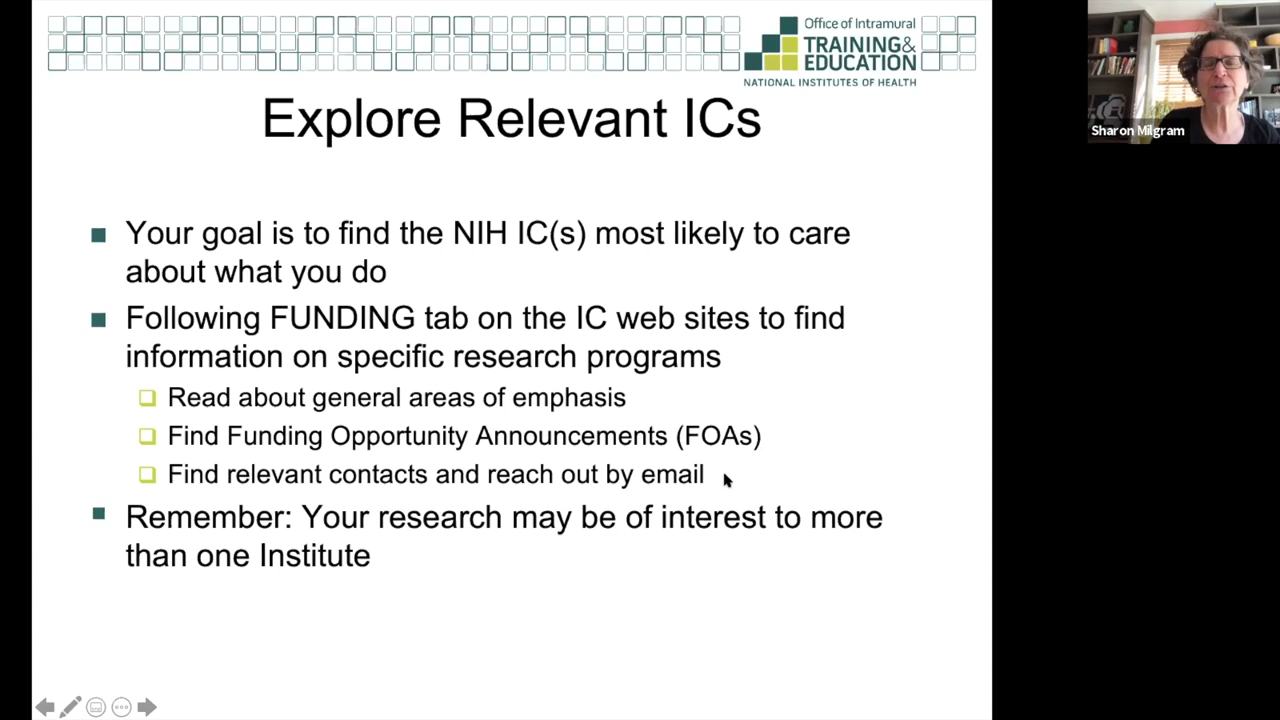 Office of Intramural
TRAINING&
EDUCATION
NATIONAL INSTITUTES OF HEALTH
Sharon Milgram
Explore Relevant ICs
Your goal is to find the NIH IC(s) most likely to care
about what you do
Following FUNDING tab on the IC web sites to find
information on specific research programs
Read about general areas of emphasis
Find Funding Opportunity Announcements (FOAs)
Find relevant contacts and reach out by email
Remember: Your research may be of interest to more
than one Institute